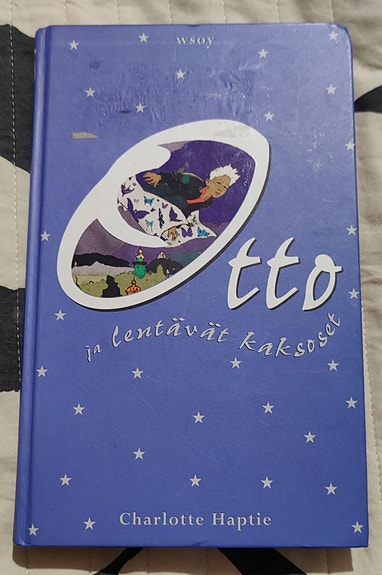 wsoy
Otto
ja lentävät kaksoset
Charlotte Haptie